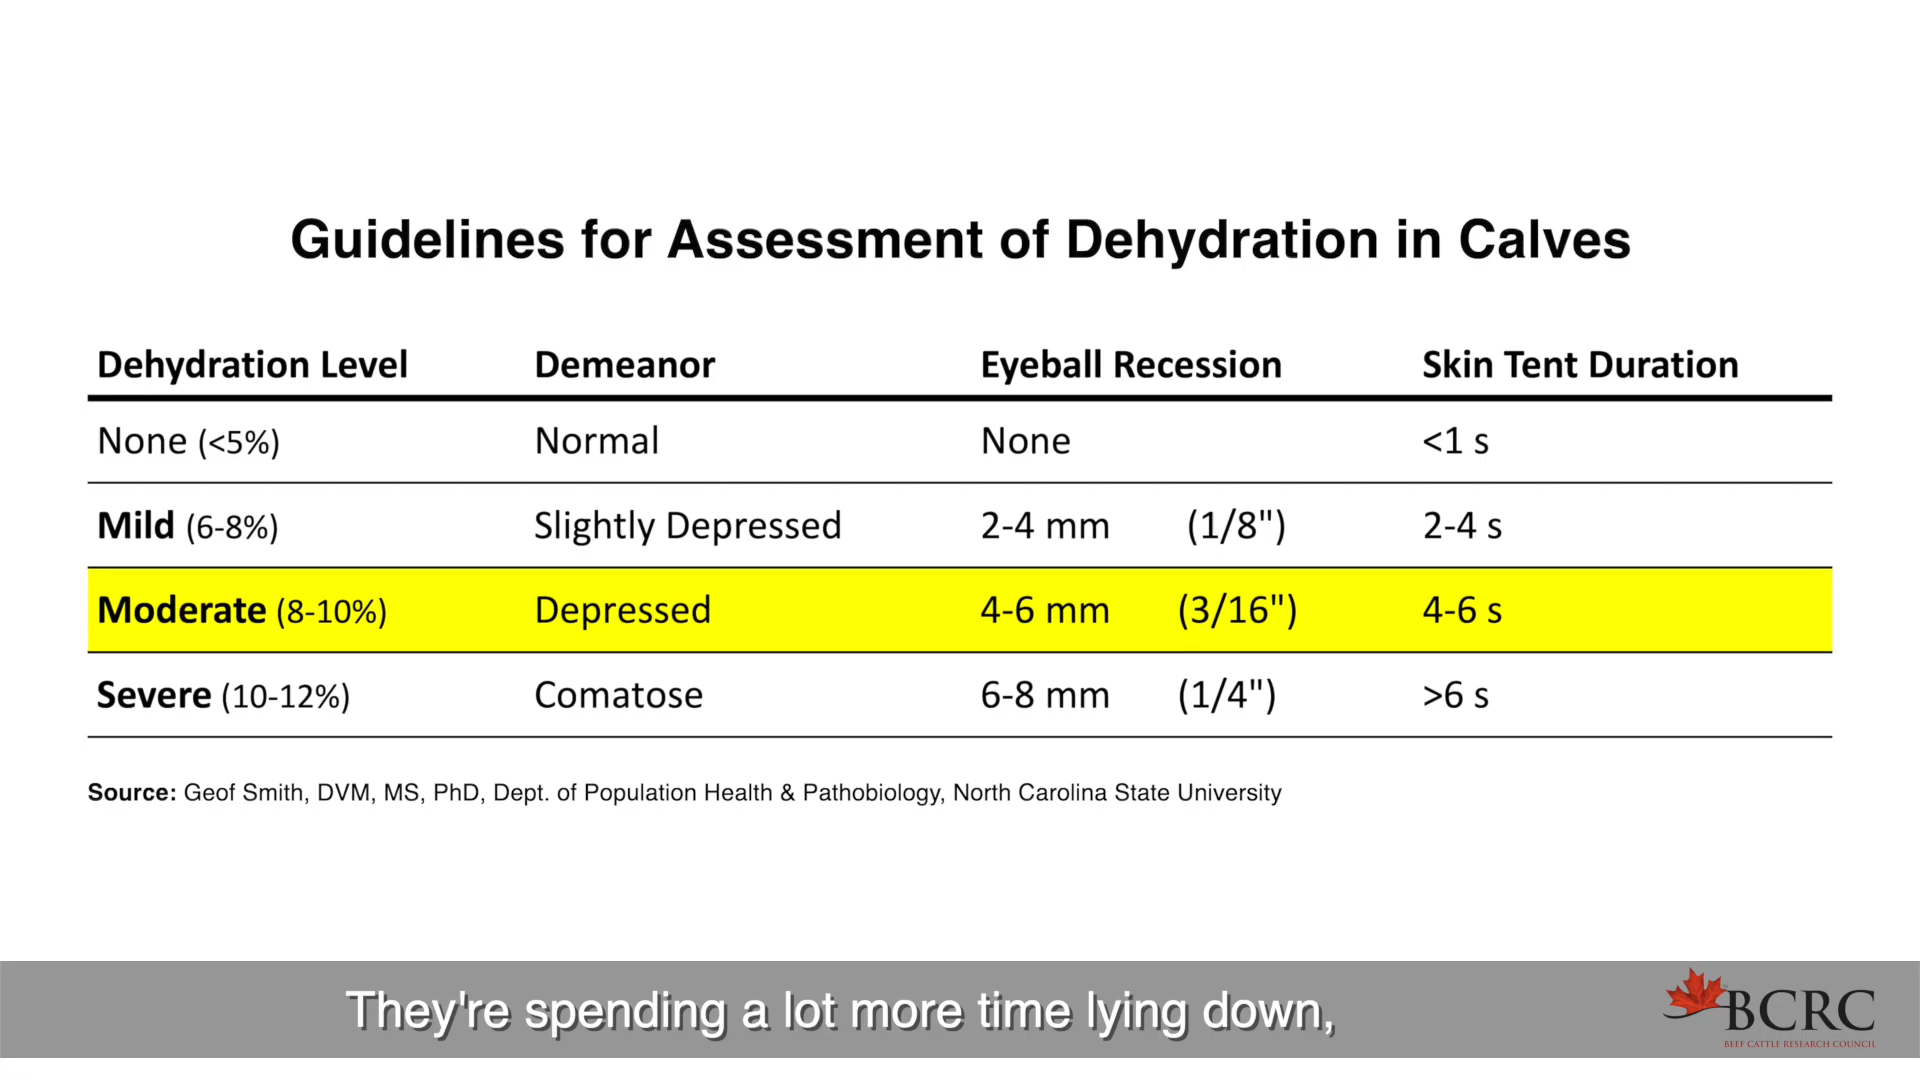 Guidelines for Assessment of Dehydration in Calves
Dehydration Level Demeanor Eyeball Recession Skin Tent Duration
None (<5%) Normal None <1 s
Mild (6-8%) Slightly Depressed 2-4 mm (1/8") 2-4 s
Moderate (8-10%) Depressed 4-6 mm (3/16") 4-6 s
Severe (10-12%) Comatose 6-8 mm (1/4") >6 s
Source: Geof Smith, DVM, MS, PhD, Dept. of Population Health & Pathobiology, North Carolina State University
They're spending a lot more time lying down,
BCRC
BEEF CATTLE RESEARCH COUNCIL